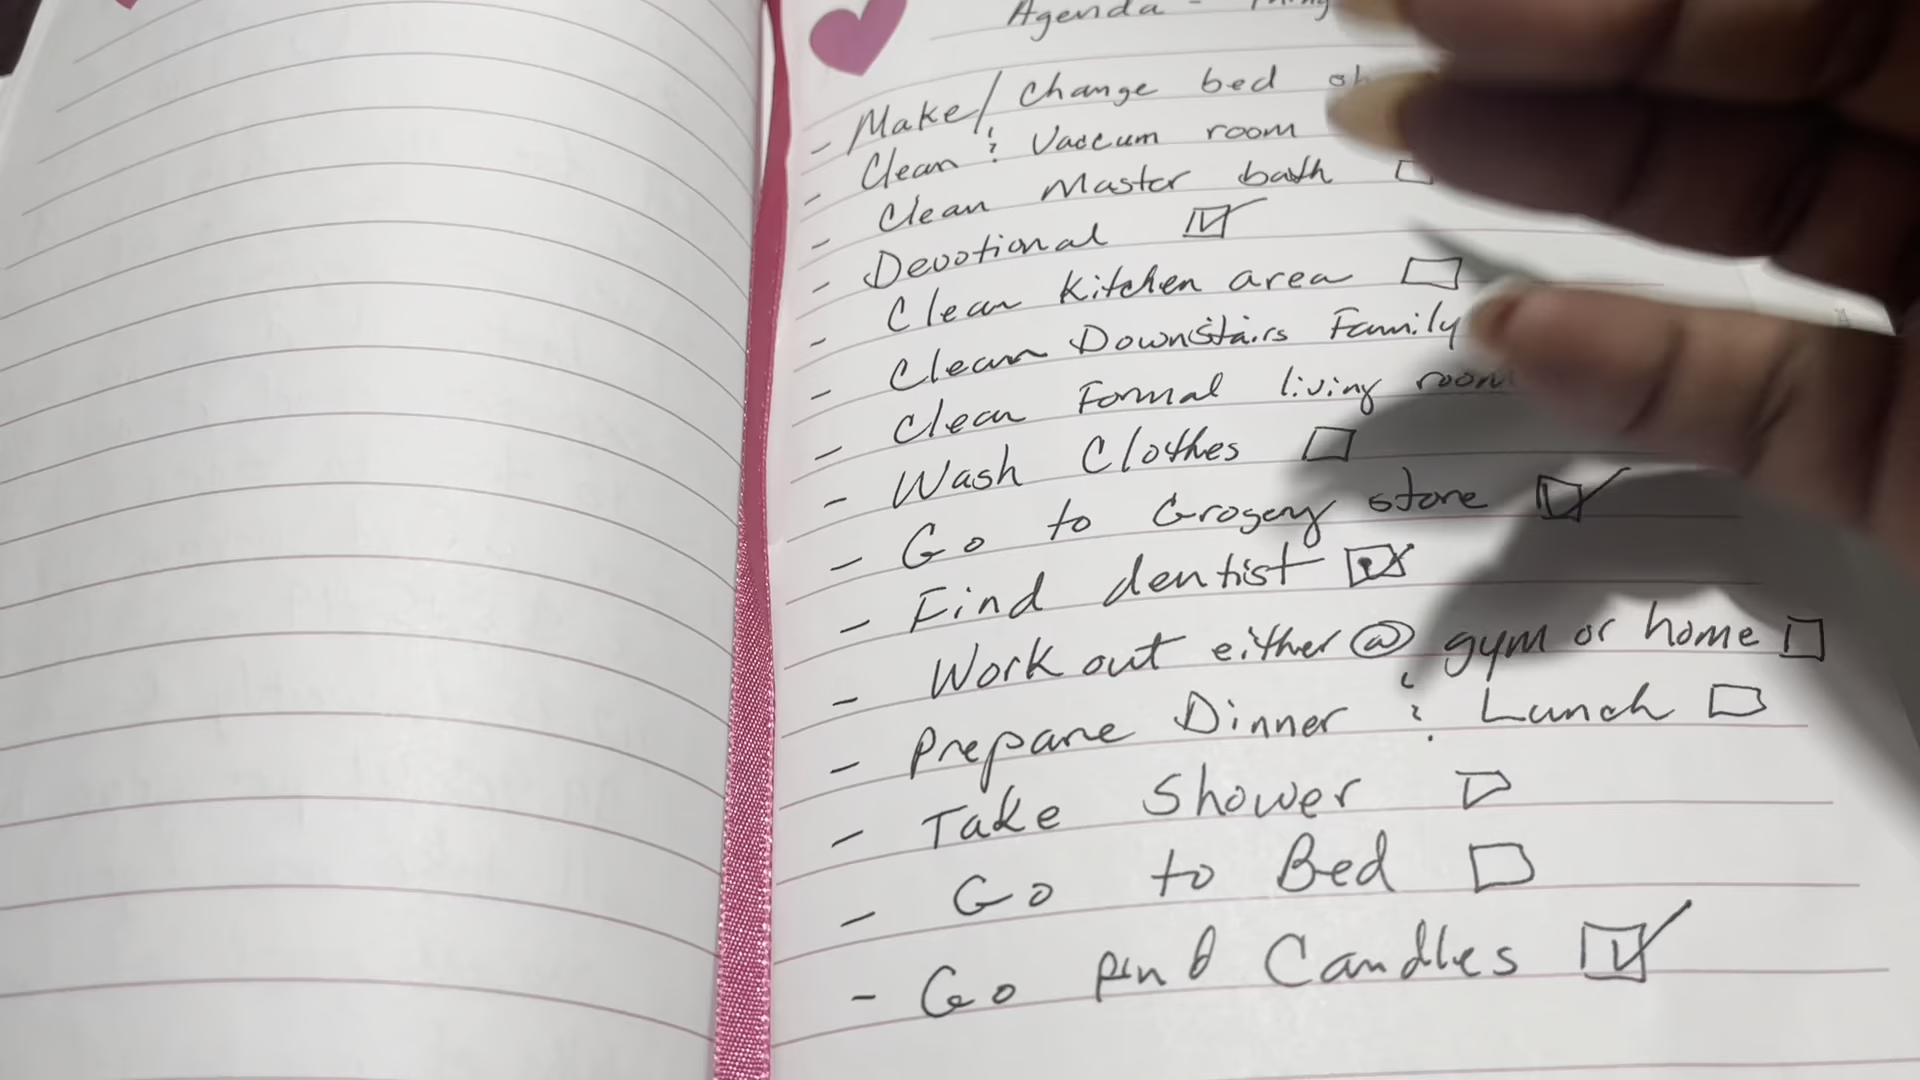 Agenda -
- Make/ Change bed
- Clean & Vaccum room
- Clean Master bath
- Devotional
- Clean Kitchen area
- Clean Downstairs Family
- Clean Formal living room
- Wash Clothes
- Go to Grogery store
- Find dentist
- Work out either @ gym or home
- Prepare Dinner & Lunch
- Take Shower
- Go to Bed
- Go find Candles